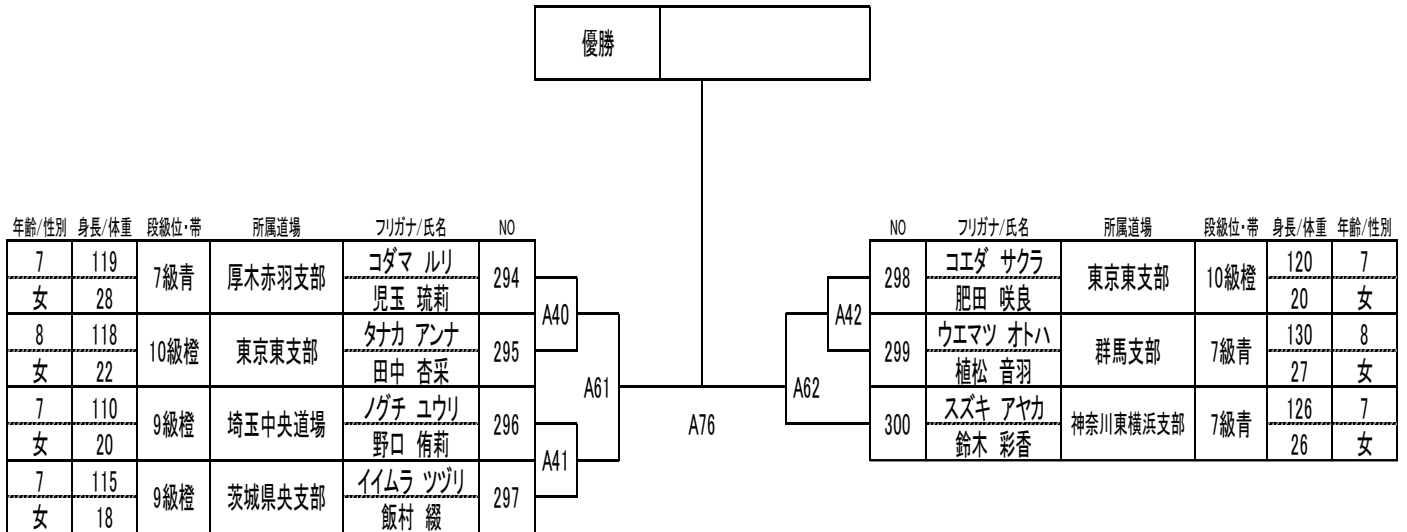 優勝
年齢/性別 身長/体重 段級位・帯 所属道場 フリガナ/氏名 NO
7 119 7級青 厚木赤羽支部 コダマ ルリ 294
女 28 児玉 琉莉
8 118 10級橙 東京東支部 タナカ アンナ 295
女 22 田中 杏采
7 110 9級橙 埼玉中央道場 ノグチ ユウリ 296
女 20 野口 侑莉
7 115 9級橙 茨城県央支部 イイムラ ツヅリ 297
女 18 飯村 綴
A40
A41
A61
A76
A62
A42
NO フリガナ/氏名 所属道場 段級位・帯 身長/体重 年齢/性別
298 コエダ サクラ 東京東支部 10級橙 120 7
肥田 咲良 20 女
299 ウエマツ オトハ 群馬支部 7級青 130 8
植松 音羽 27 女
300 スズキ アヤカ 神奈川東横浜支部 7級青 126 7
鈴木 彩香 26 女